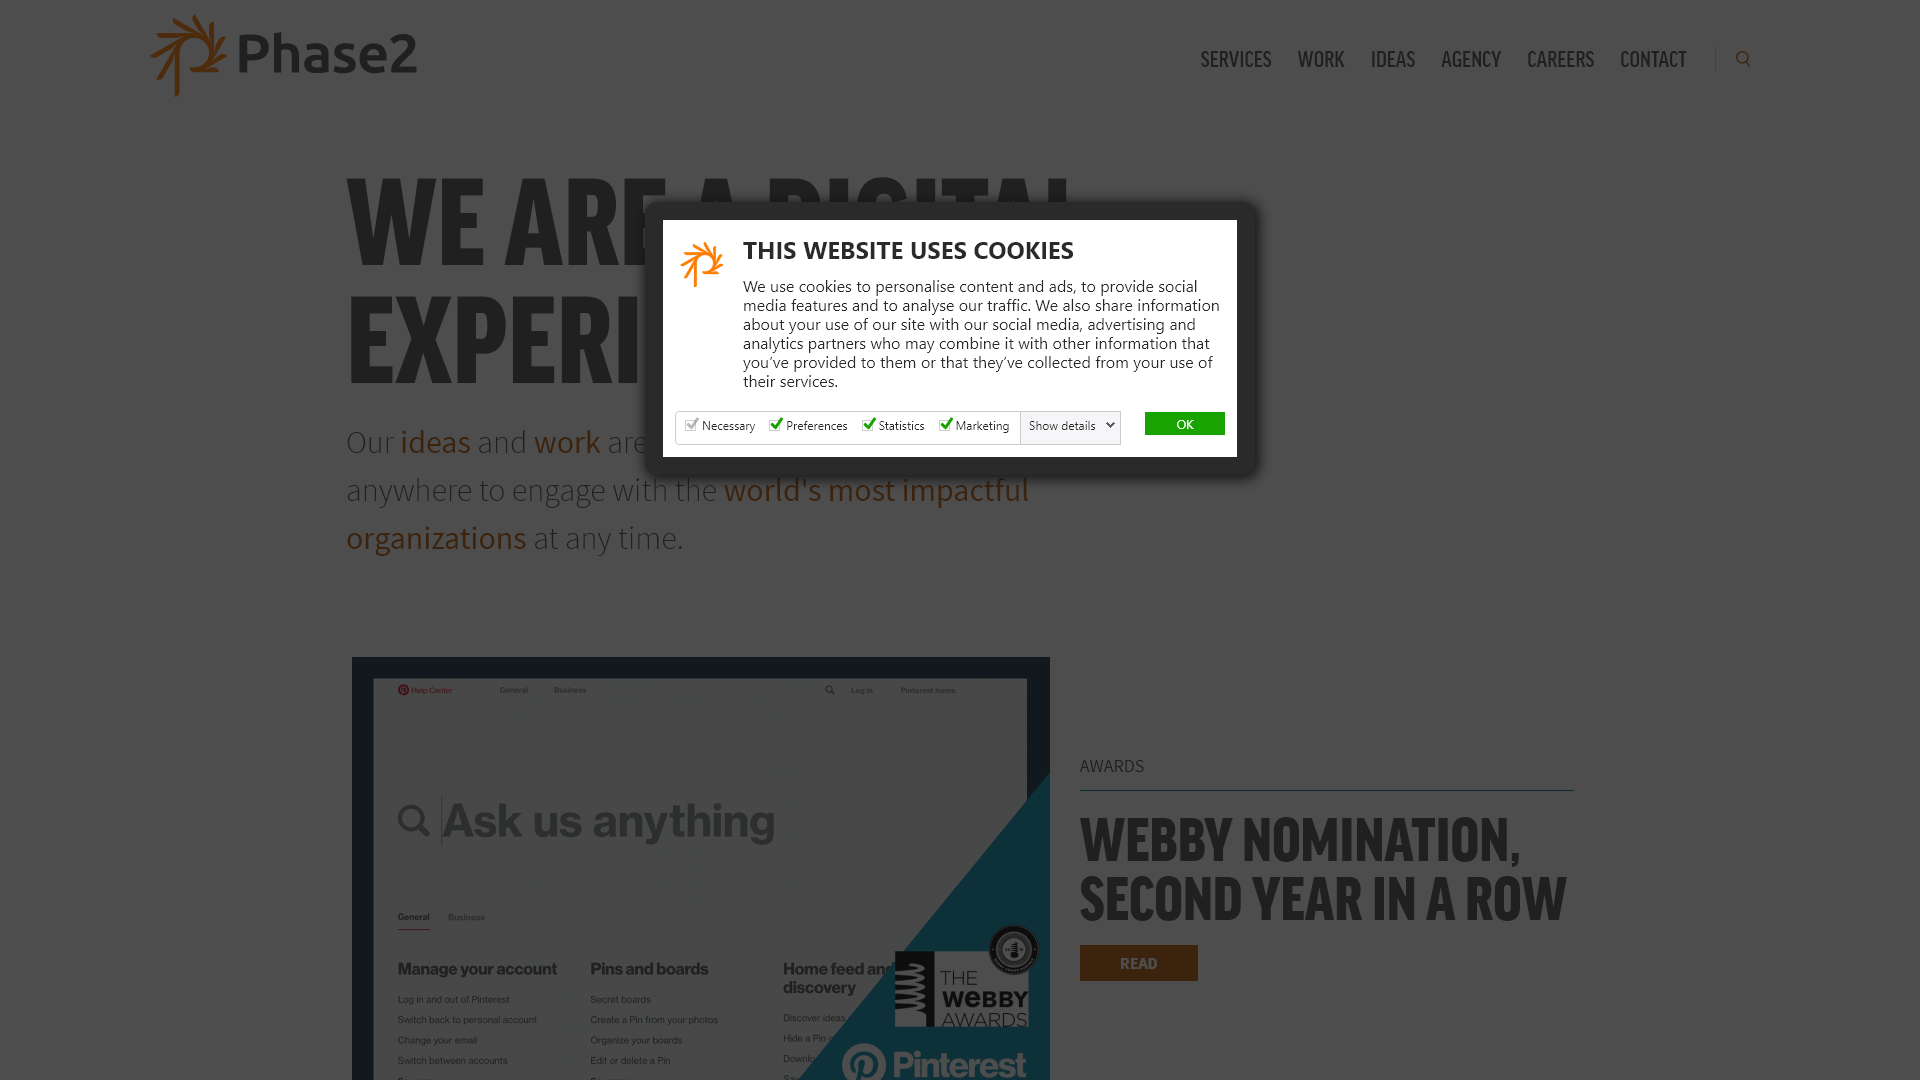 Phase2
SERVICES WORK IDEAS AGENCY CAREERS CONTACT
WE ARE A DIGITAL
EXPERI
THIS WEBSITE USES COOKIES
We use cookies to personalise content and ads, to provide social
media features and to analyse our traffic. We also share information
about your use of our site with our social media, advertising and
analytics partners who may combine it with other information that
you've provided to them or that they've collected from your use of
their services.
Necessary Preferences Statistics Marketing Show details OK
Our ideas and work are
anywhere to engage with the world's most impactful
organizations at any time.
Help Center General Business Log in Pinterest home
Ask us anything
General Business
Manage your account Pins and boards Home feed and
discovery
Log in and out of Pinterest Secret boards Discover ideas
Switch back to personal account Create a Pin from your photos Hide a Pin
Change your email Organize your boards
Switch between accounts Edit or delete a Pin
THE
WEBBY
AWARDS
Pinterest
AWARDS
WEBBY NOMINATION,
SECOND YEAR IN A ROW
READ